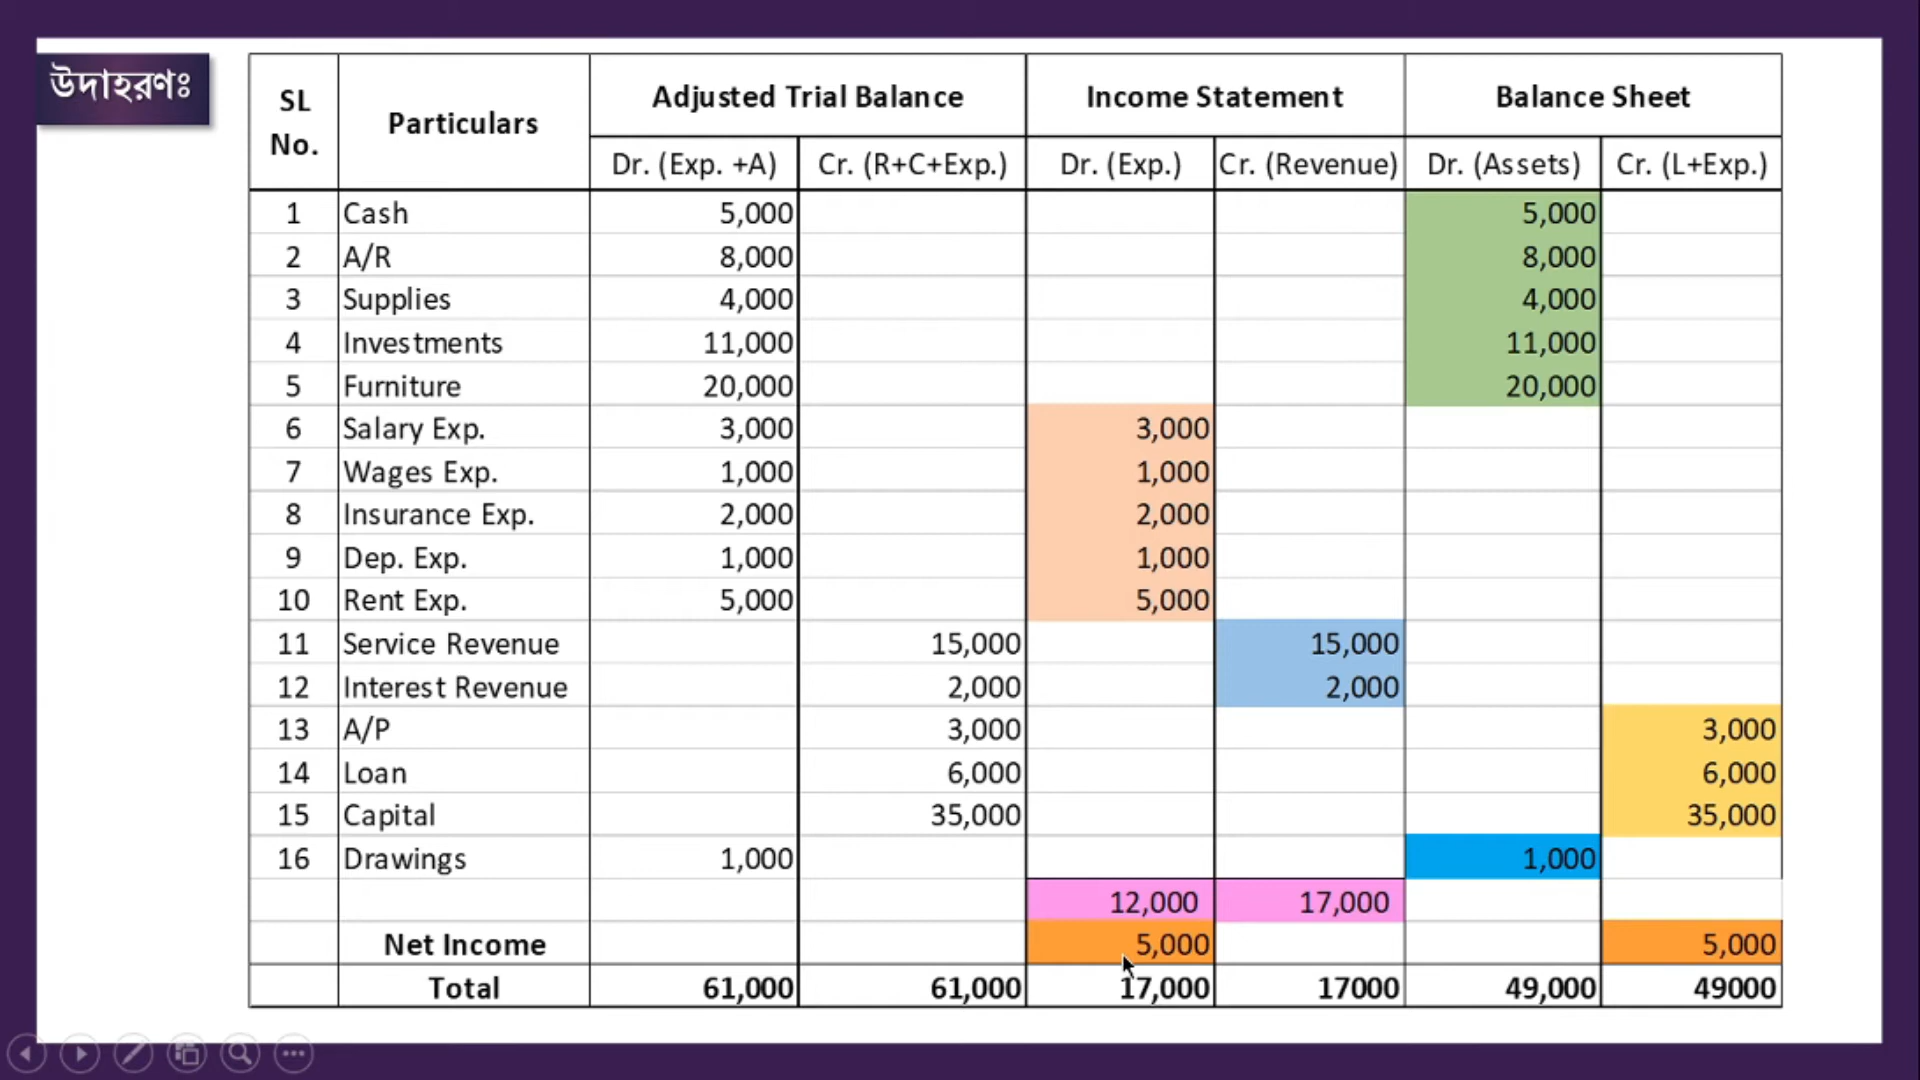 উদাহরণঃ
SL No. Particulars Adjusted Trial Balance Income Statement Balance Sheet
Dr. (Exp. +A) Cr. (R+C+Exp.) Dr. (Exp.) Cr. (Revenue) Dr. (Assets) Cr. (L+Exp.)
1 Cash 5,000 5,000
2 A/R 8,000 8,000
3 Supplies 4,000 4,000
4 Investments 11,000 11,000
5 Furniture 20,000 20,000
6 Salary Exp. 3,000 3,000
7 Wages Exp. 1,000 1,000
8 Insurance Exp. 2,000 2,000
9 Dep. Exp. 1,000 1,000
10 Rent Exp. 5,000 5,000
11 Service Revenue 15,000 15,000
12 Interest Revenue 2,000 2,000
13 A/P 3,000 3,000
14 Loan 6,000 6,000
15 Capital 35,000 35,000
16 Drawings 1,000 1,000
12,000 17,000
Net Income 5,000 5,000
Total 61,000 61,000 17,000 17000 49,000 49000